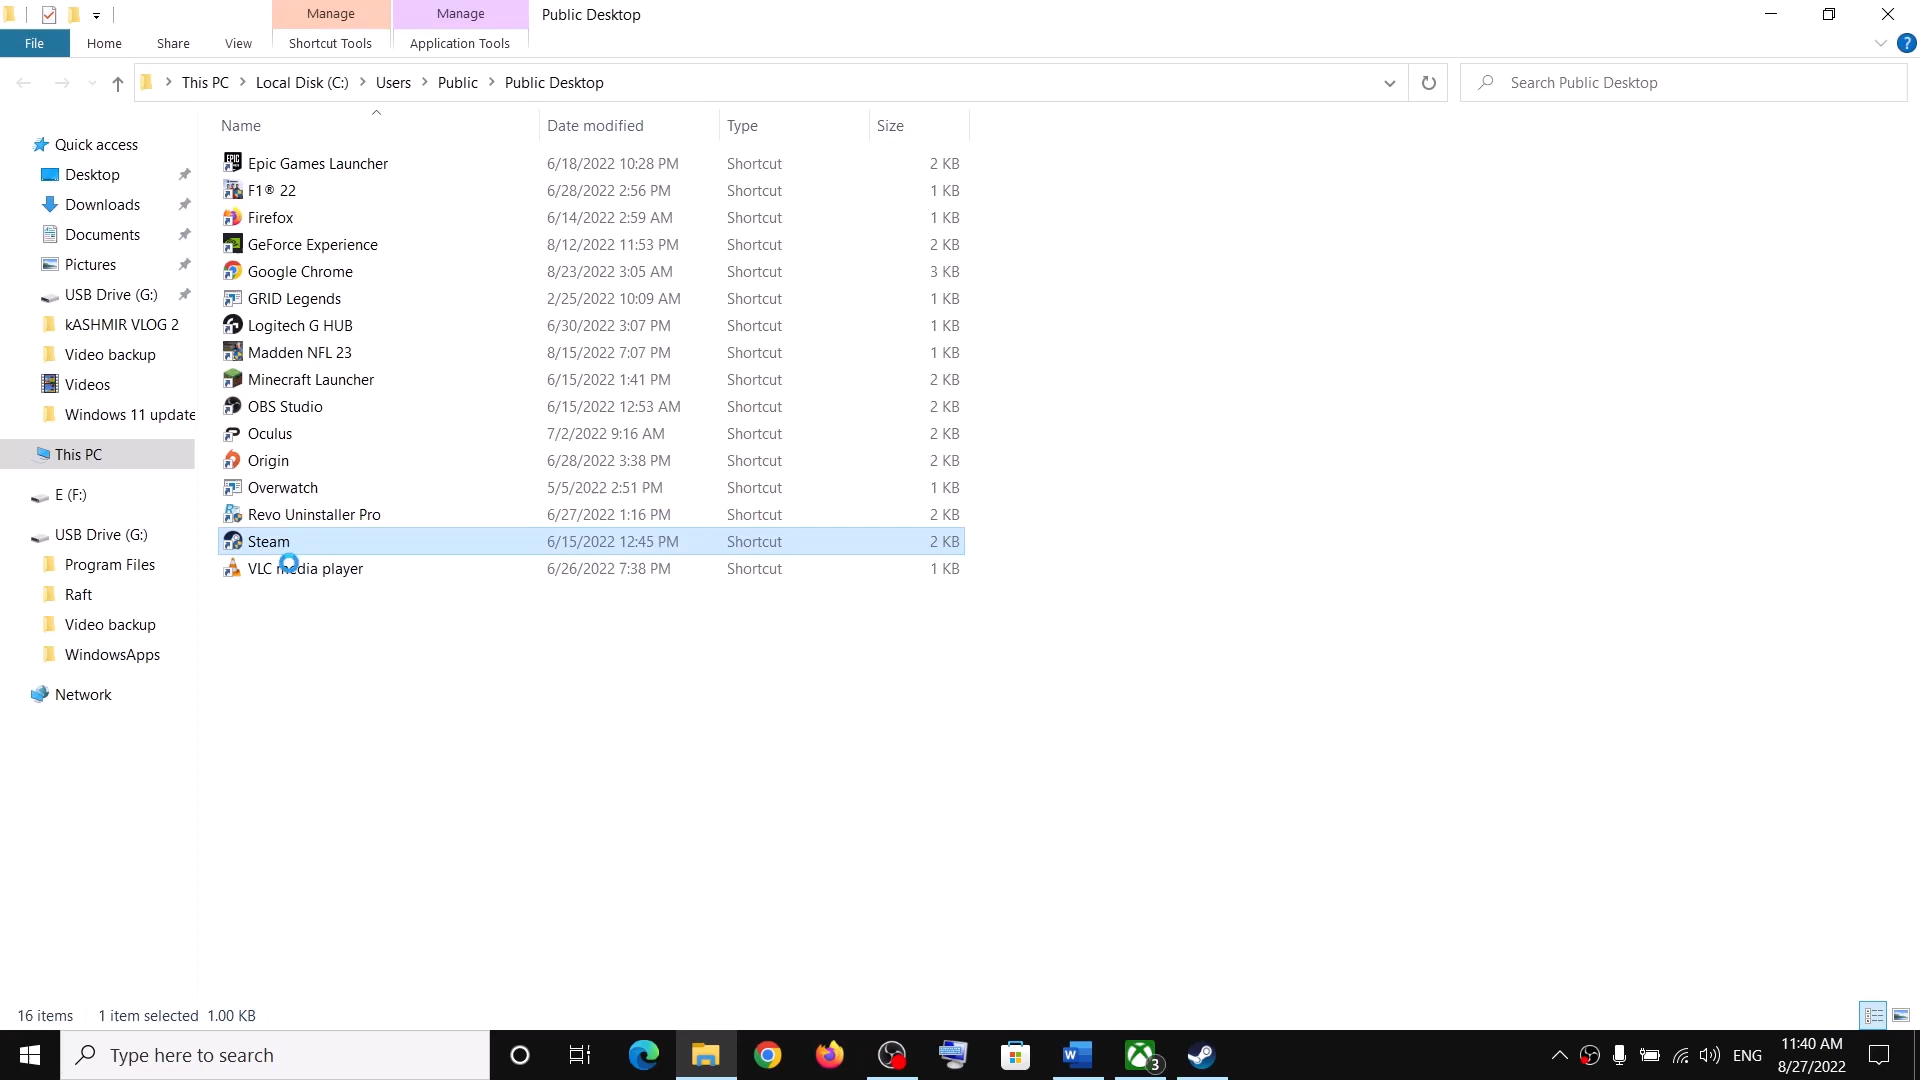 Manage
Manage
Public Desktop
File
Home
Share
View
Shortcut Tools
Application Tools
?
This PC
Local Disk (C:)
Users
Public
Public Desktop
Search Public Desktop
Name
Date modified
Type
Size
Quick access
Desktop
Downloads
Documents
Pictures
USB Drive (G:)
kASHMIR VLOG 2
Video backup
Videos
Windows 11 update
This PC
E (F:)
USB Drive (G:)
Program Files
Raft
Video backup
WindowsApps
Network
Epic Games Launcher 6/18/2022 10:28 PM Shortcut 2 KB
F1® 22 6/28/2022 2:56 PM Shortcut 1 KB
Firefox 6/14/2022 2:59 AM Shortcut 1 KB
GeForce Experience 8/12/2022 11:53 PM Shortcut 2 KB
Google Chrome 8/23/2022 3:05 AM Shortcut 3 KB
GRID Legends 2/25/2022 10:09 AM Shortcut 1 KB
Logitech G HUB 6/30/2022 3:07 PM Shortcut 1 KB
Madden NFL 23 8/15/2022 7:07 PM Shortcut 1 KB
Minecraft Launcher 6/15/2022 1:41 PM Shortcut 2 KB
OBS Studio 6/15/2022 12:53 AM Shortcut 2 KB
Oculus 7/2/2022 9:16 AM Shortcut 2 KB
Origin 6/28/2022 3:38 PM Shortcut 2 KB
Overwatch 5/5/2022 2:51 PM Shortcut 1 KB
Revo Uninstaller Pro 6/27/2022 1:16 PM Shortcut 2 KB
Steam 6/15/2022 12:45 PM Shortcut 2 KB
VLC media player 6/26/2022 7:38 PM Shortcut 1 KB
16 items 1 item selected 1.00 KB
Type here to search
3
ENG
11:40 AM
8/27/2022